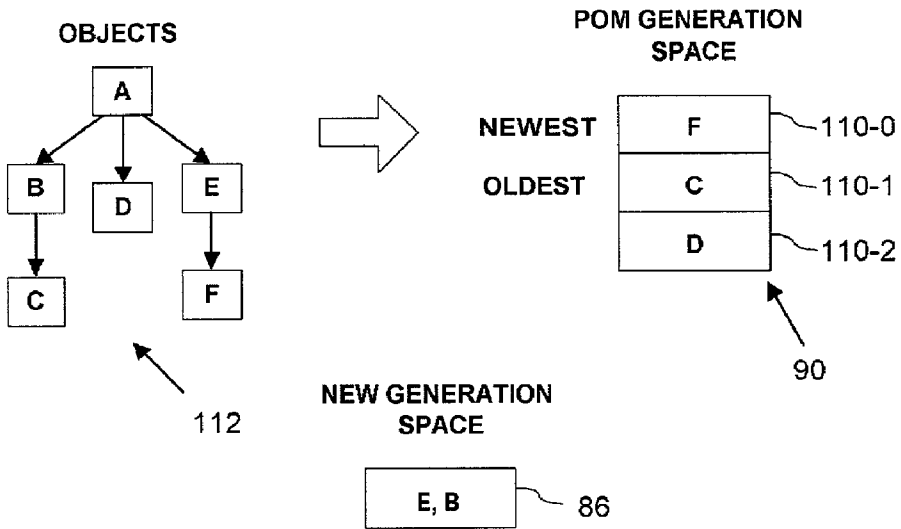 OBJECTS
A
B
D
E
C
F
112
POM GENERATION
SPACE
NEWEST
F
110-0
OLDEST
C
110-1
D
110-2
90
NEW GENERATION
SPACE
E, B
86